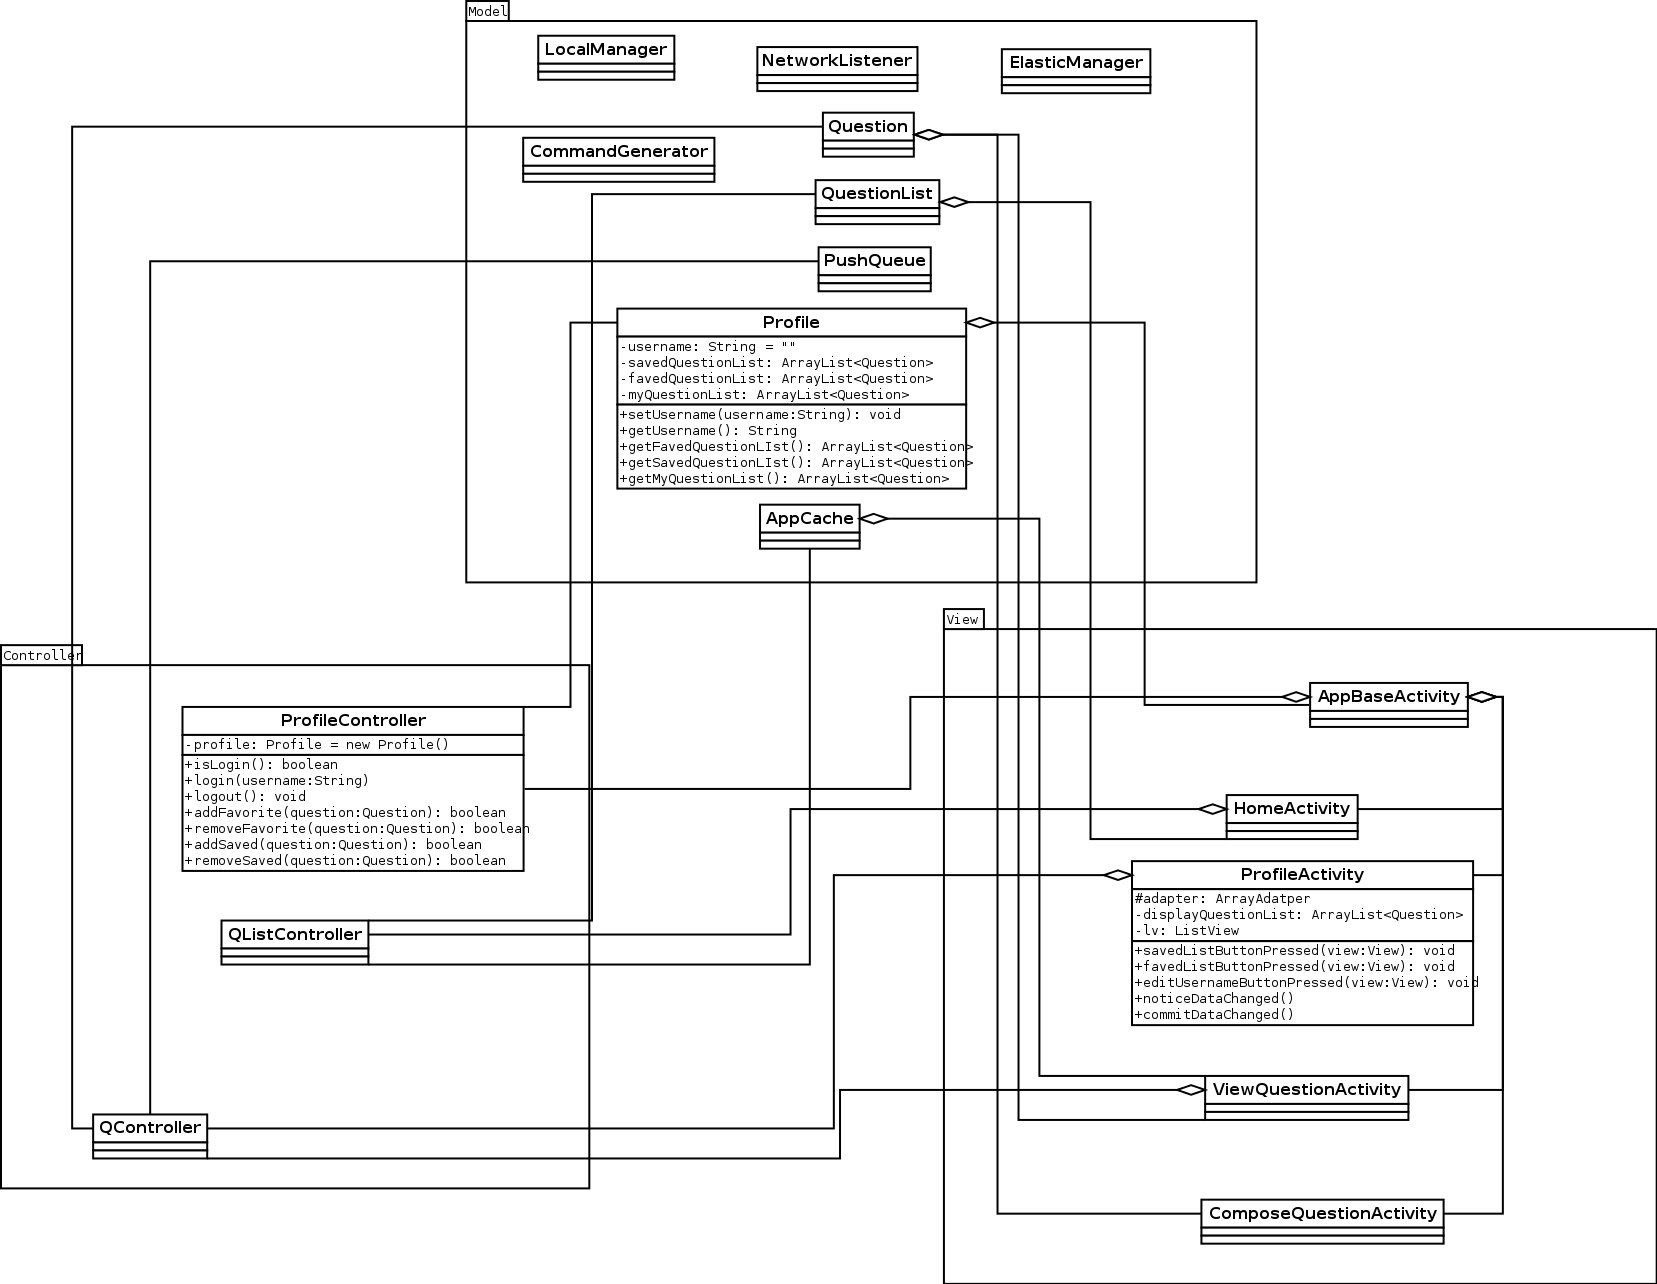 Model
LocalManager
NetworkListener
ElasticManager
Question
CommandGenerator
QuestionList
PushQueue
Profile
-username: String = ""
-savedQuestionList: ArrayList<Question>
-favedQuestionList: ArrayList<Question>
-myQuestionList: ArrayList<Question>
+setUsername(username:String): void
+getUsername(): String
+getFavedQuestionLIst(): ArrayList<Question>
+getSavedQuestionLIst(): ArrayList<Question>
+getMyQuestionList(): ArrayList<Question>
AppCache
Controller
ProfileController
-profile: Profile = new Profile()
+isLogin(): boolean
+login(username:String)
+logout(): void
+addFavorite(question:Question): boolean
+removeFavorite(question:Question): boolean
+addSaved(question:Question): boolean
+removeSaved(question:Question): boolean
QListController
QController
View
AppBaseActivity
HomeActivity
ProfileActivity
#adapter: ArrayAdatper
-displayQuestionList: ArrayList<Question>
-lv: ListView
+savedListButtonPressed(view:View): void
+favedListButtonPressed(view:View): void
+editUsernameButtonPressed(view:View): void
+noticeDataChanged()
+commitDataChanged()
ViewQuestionActivity
ComposeQuestionActivity